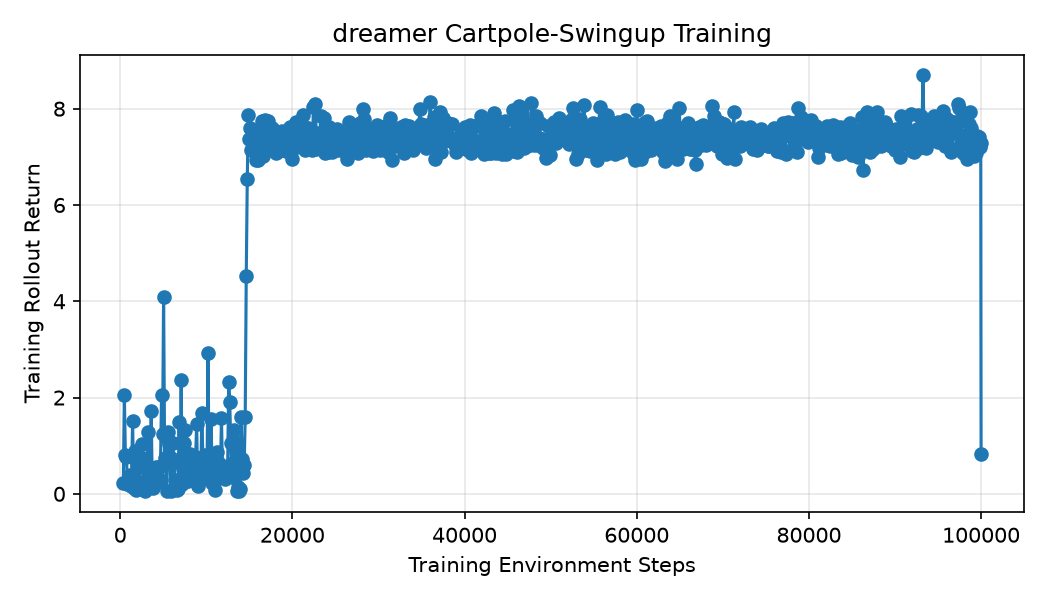 dreamer Cartpole-Swingup Training
Training Rollout Return
8
6
4
2
0
0 20000 40000 60000 80000 100000
Training Environment Steps